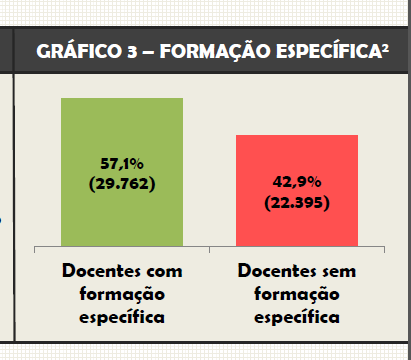 GRÁFICO 3 – FORMAÇÃO ESPECÍFICA²
57,1%
(29.762)
42,9%
(22.395)
Docentes com
formação
específica
Docentes sem
formação
específica